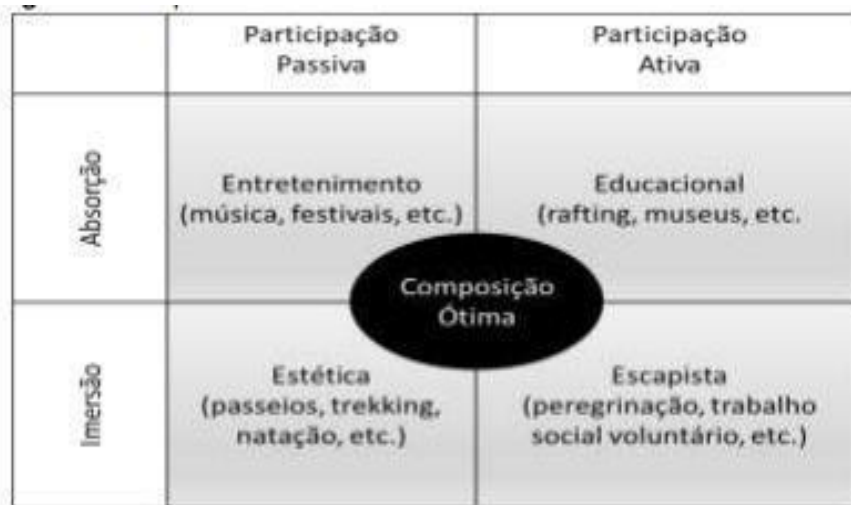 Participação
Passiva
Participação
Ativa
Absorção
Entretenimento
(música, festivais, etc.)
Educacional
(rafting, museus, etc.
Composição
Ótima
Imersão
Estética
(passeios, trekking,
natação, etc.)
Escapista
(peregrinação, trabalho
social voluntário, etc.)